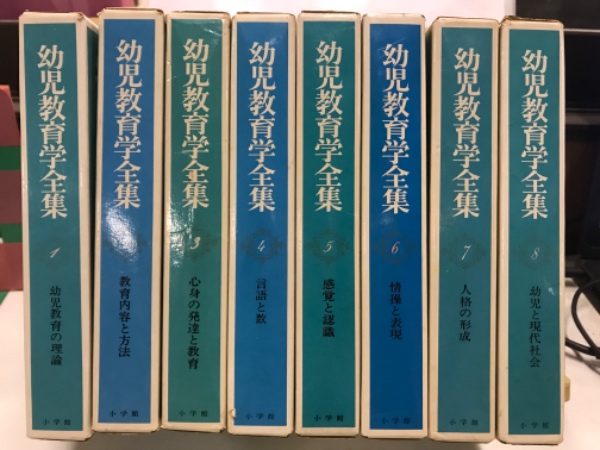 幼児教育学全集
1
幼児教育の理論
小学館
幼児教育学全集
教育内容と方法
小学館
幼児教育学全集
3
心身の発達と教育
小学館
幼児教育学全集
4
言語と数
小学館
幼児教育学全集
5
感覚と認識
小学館
幼児教育学全集
6
情操と表現
小学館
幼児教育学全集
7
人格の形成
小学館
幼児教育学全集
8
幼児と現代社会
小学館